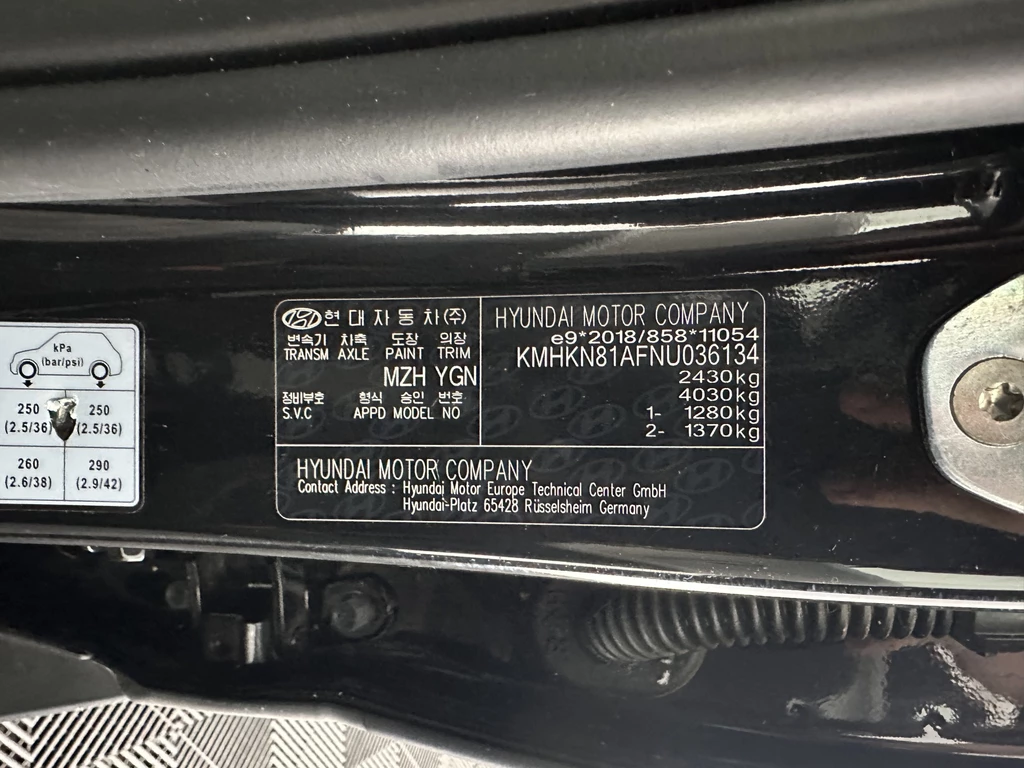 kPa
(bar/psi)
250 250
(2.5/36) (2.5/36)
260 290
(2.6/38) (2.9/42)
현대자동차(주)
변속기 차축 도장 의장
TRANSM AXLE PAINT TRIM
MZH YGN
정비부호 형식 승인 번호
S.V.C APPD MODEL NO
HYUNDAI MOTOR COMPANY
e9*2018/858*11054
KMHKN81AFNU036134
2430kg
4030kg
1- 1280kg
2- 1370kg
HYUNDAI MOTOR COMPANY
Contact Address : Hyundai Motor Europe Technical Center GmbH
Hyundai-Platz 65428 Rüsselsheim Germany